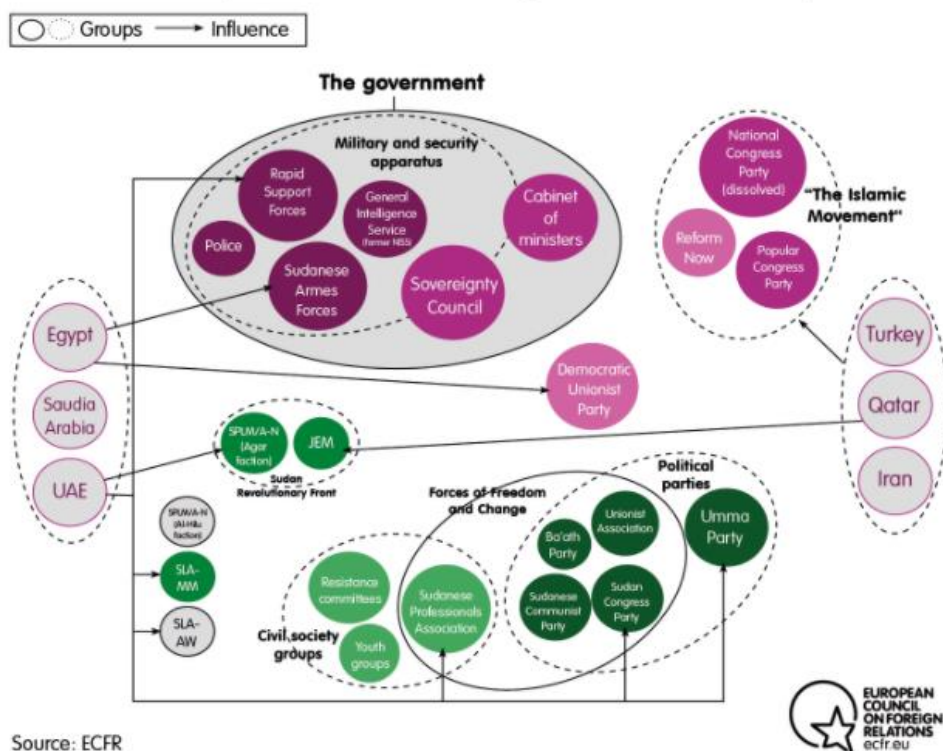 Groups
Influence
The government
Military and security
apparatus
Rapid
Support
Forces
General
Intelligence
Service
(former NSS)
Police
Sudanese
Armes
Forces
Sovereignty
Council
Cabinet
of
ministers
National
Congress
Party
(dissolved)
"The Islamic
Movement"
Reform
Now
Popular
Congress
Party
Egypt
Saudia
Arabia
UAE
Turkey
Qatar
Iran
Democratic
Unionist
Party
SPLM/A-N
(Agar
faction)
JEM
Sudan
Revolutionary Front
SPLM/A-N
(Al-Hilu
faction)
SLA-
MM
SLA-
AW
Forces of Freedom
and Change
Political
parties
Unionist
Association
Ba'ath
Party
Umma
Party
Sudanese
Communist
Party
Sudan
Congress
Party
Resistance
committees
Sudanese
Professionals
Association
Civil society
groups
Youth
groups
Source: ECFR
EUROPEAN
COUNCIL
ON FOREIGN
RELATIONS
ecfr.eu